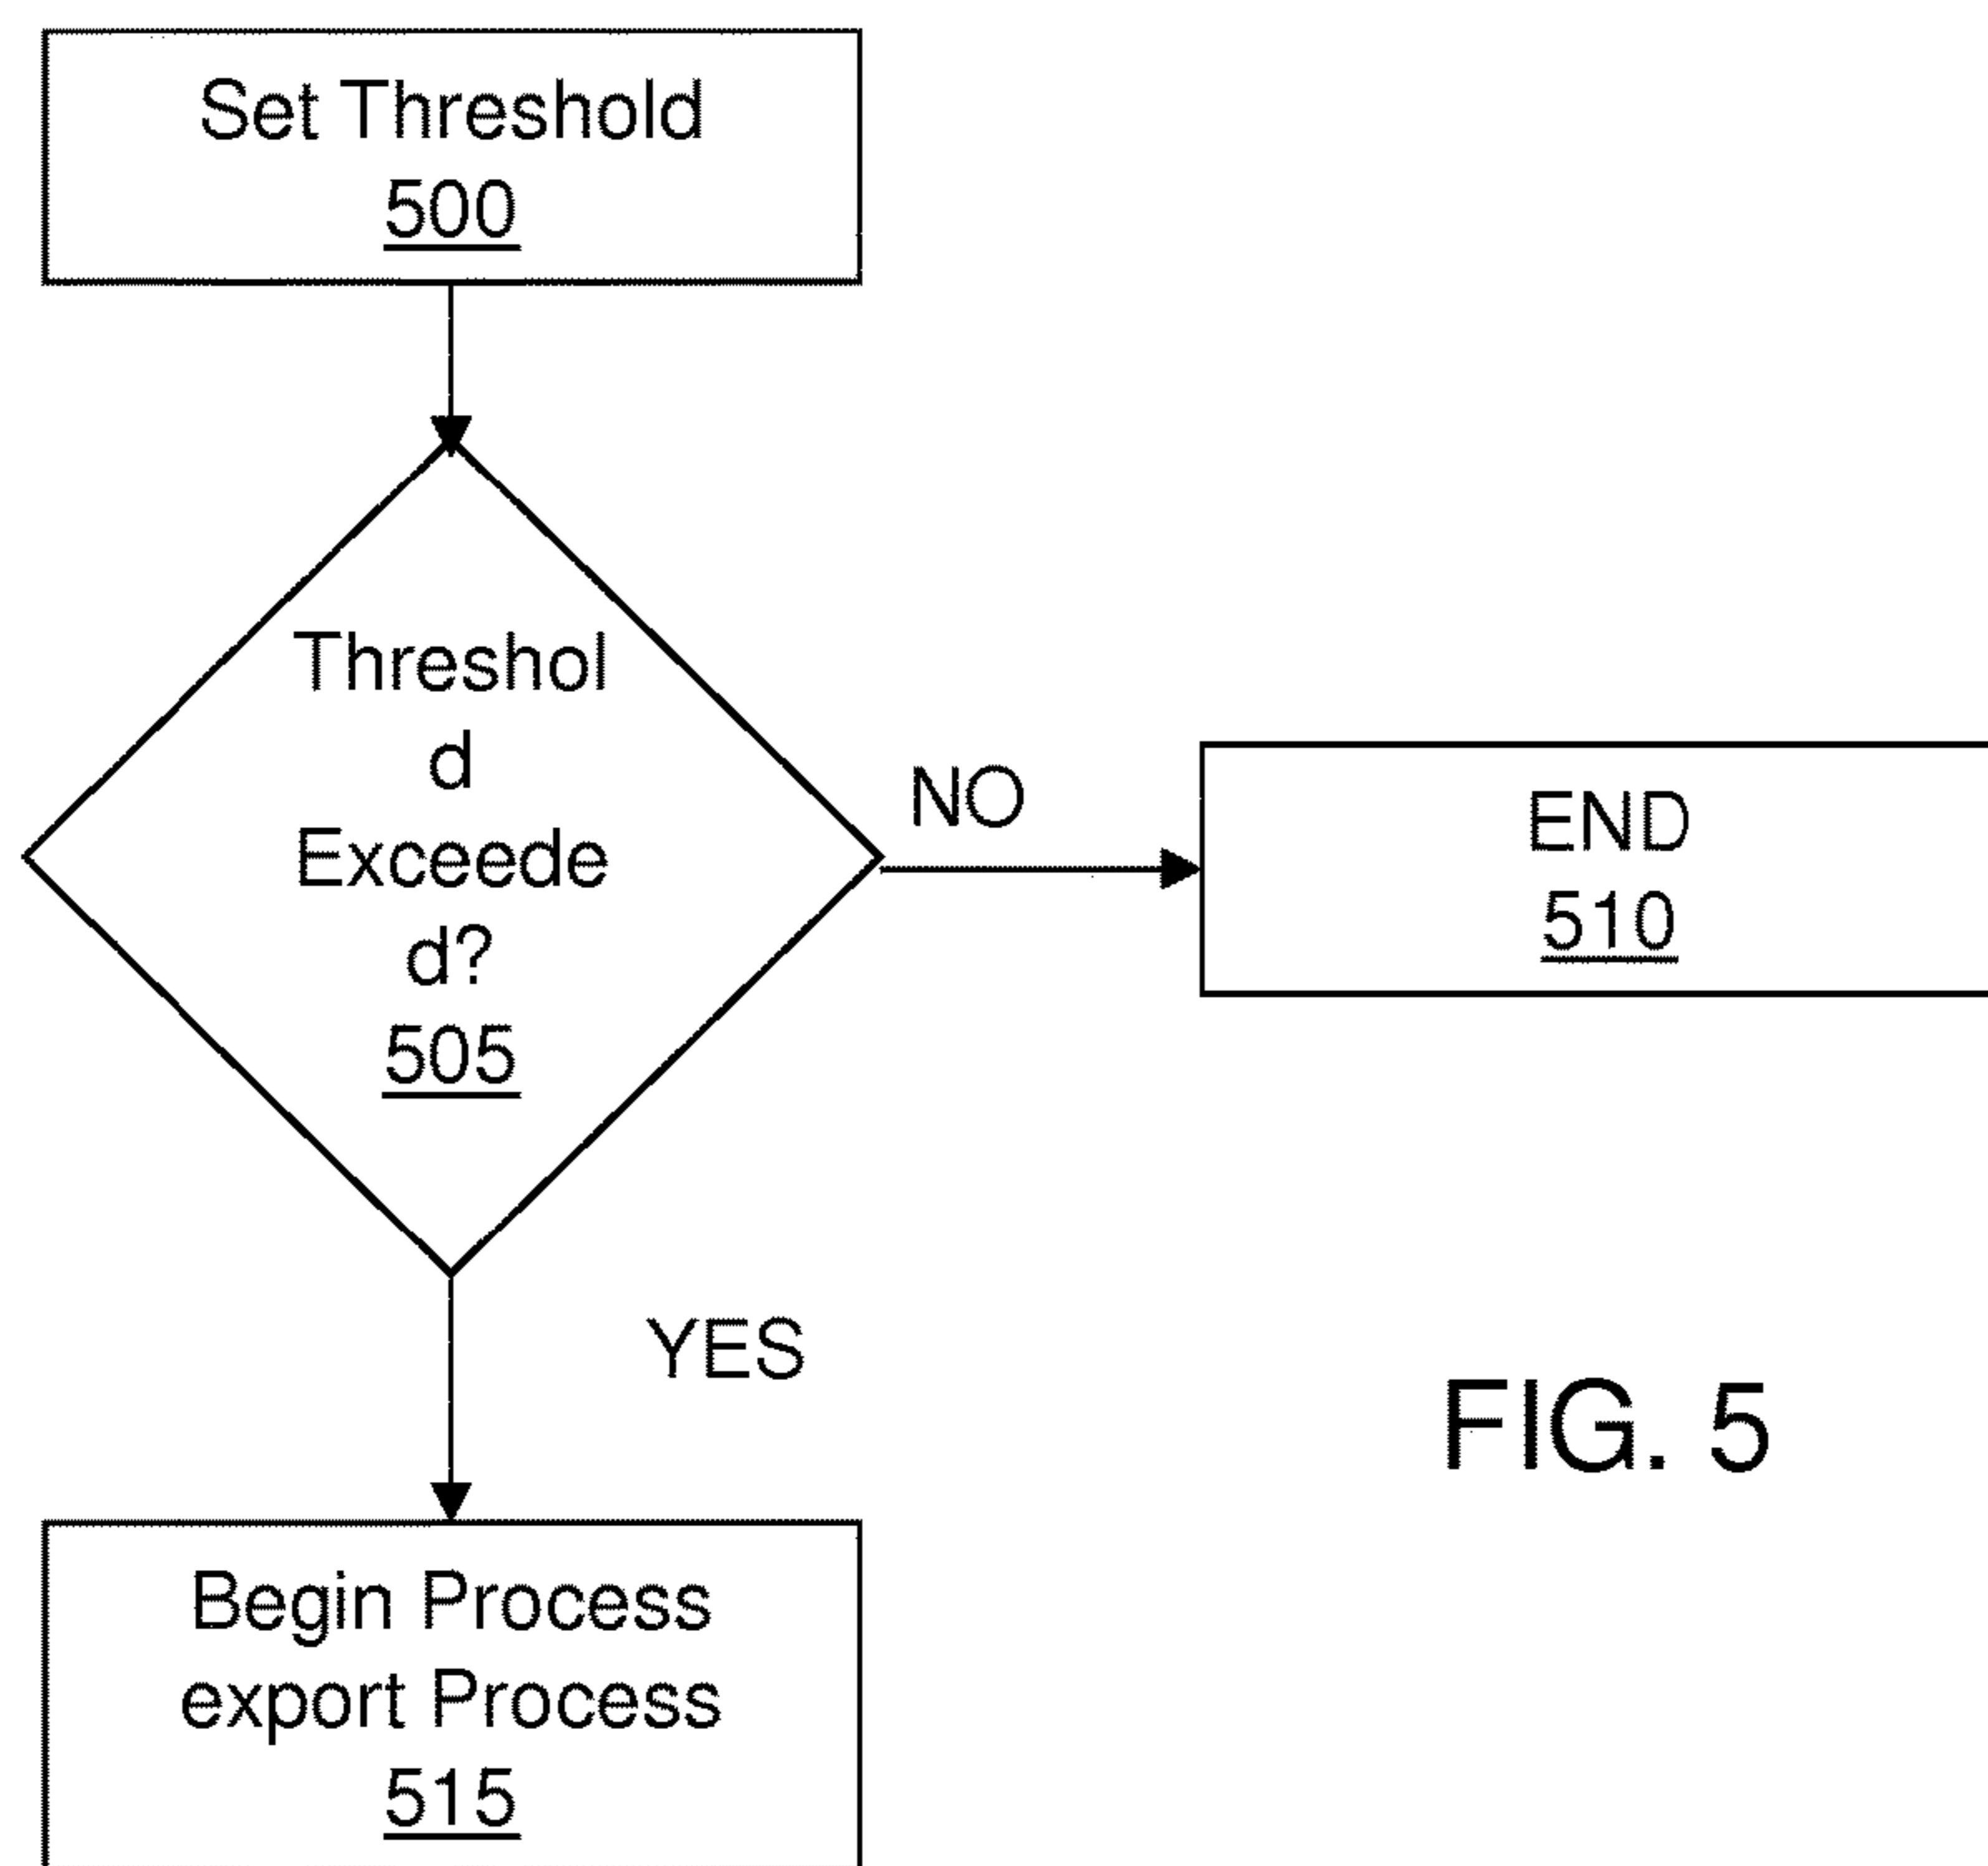 Set Threshold
500
Threshol
d
Exceede
d?
505
NO
END
510
YES
FIG. 5
Begin Process
export Process
515